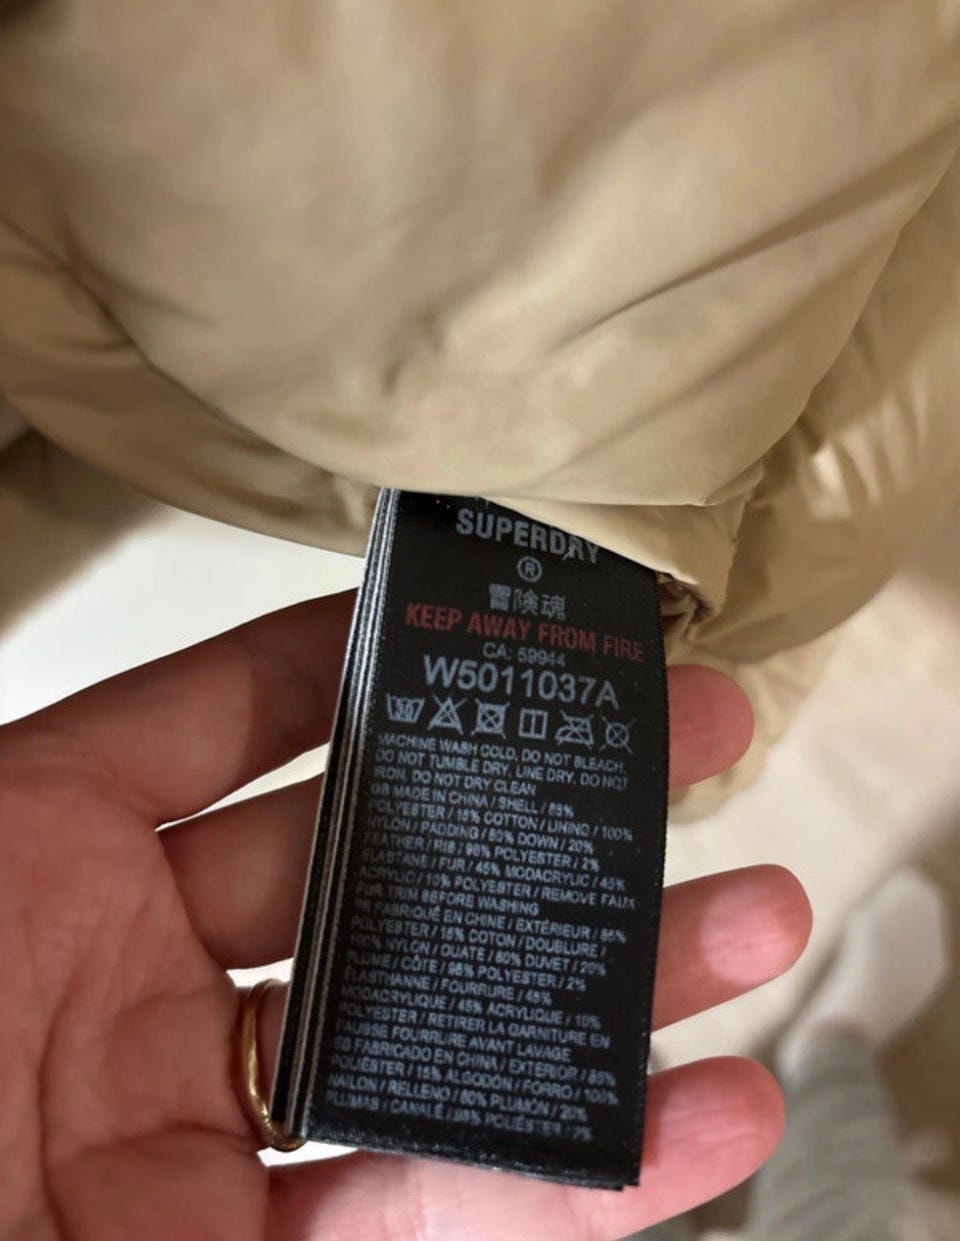 SUPERDRY
®
冒険魂
KEEP AWAY FROM FIRE
CA: 59944
W5011037A
MACHINE WASH COLD, DO NOT BLEACH,
DO NOT TUMBLE DRY, LINE DRY, DO NOT
IRON, DO NOT DRY CLEAN
GB MADE IN CHINA / SHELL / 85%
POLYESTER / 15% COTTON / LINING / 100%
NYLON / PADDING / 80% DOWN / 20%
FEATHER / RIB / 98% POLYESTER / 2%
ELASTANE / FUR / 45% MODACRYLIC / 45%
ACRYLIC / 10% POLYESTER / REMOVE FAUX
FUR TRIM BEFORE WASHING
FR FABRIQUÉ EN CHINE / EXTÉRIEUR / 85%
POLYESTER / 15% COTON / DOUBLURE /
100% NYLON / OUATE / 80% DUVET / 20%
PLUME / CÔTE / 98% POLYESTER / 2%
ÉLASTHANNE / FOURRURE / 45%
MODACRYLIQUE / 45% ACRYLIQUE / 10%
POLYESTER / RETIRER LA GARNITURE EN
FAUSSE FOURRURE AVANT LAVAGE
ES FABRICADO EN CHINA / EXTERIOR / 85%
POLIÉSTER / 15% ALGODÓN / FORRO / 100%
NAILON / RELLENO / 80% PLUMÓN / 20%
PLUMAS / CANALÉ / 98% POLIÉSTER / 2%